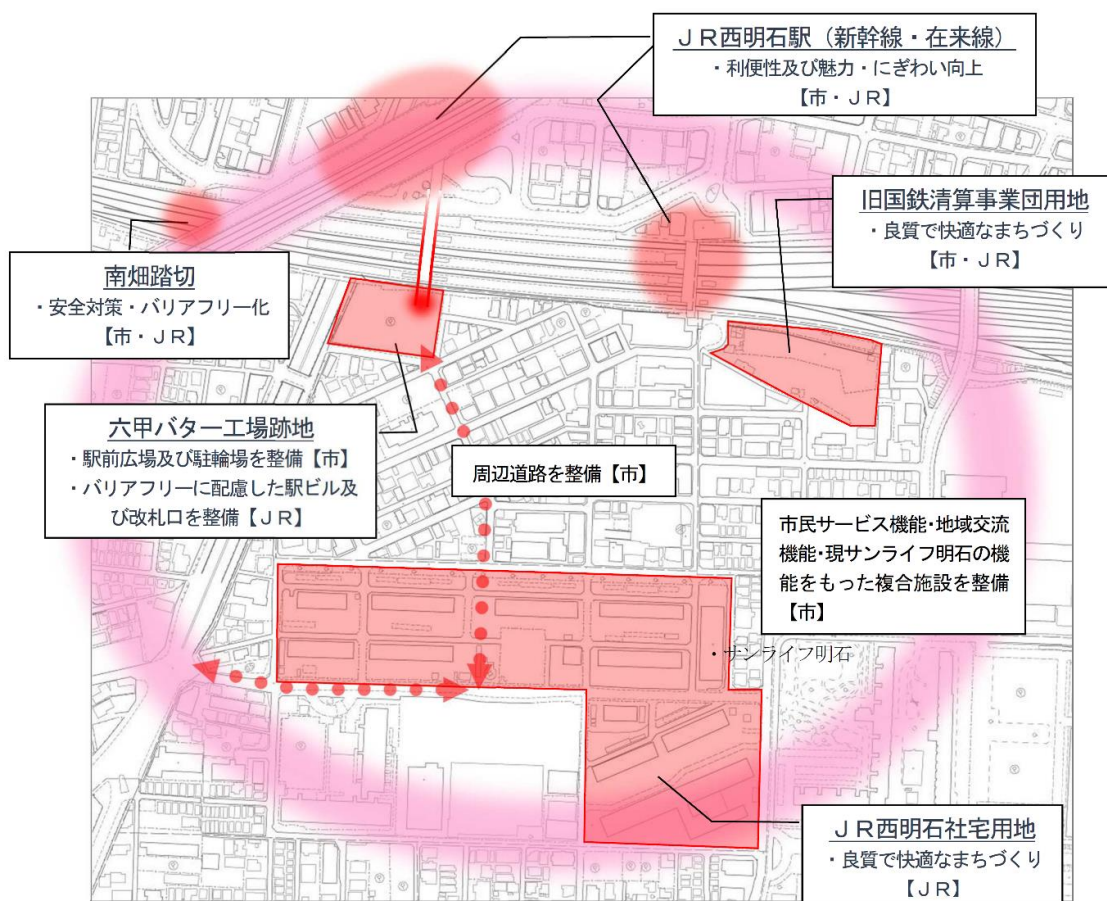 JR西明石駅(新幹線・在来線)
・利便性及び魅力・にぎわい向上
【市・JR】
旧国鉄清算事業団用地
・良質で快適なまちづくり
【市・JR】
南畑踏切
・安全対策・バリアフリー化
【市・JR】
六甲バター工場跡地
・駅前広場及び駐輪場を整備【市】
・バリアフリーに配慮した駅ビル及
び改札口を整備【JR】
周辺道路を整備【市】
市民サービス機能・地域交流
機能・現サンライフ明石の機
能をもった複合施設を整備
【市】
・サンライフ明石
JR西明石社宅用地
・良質で快適なまちづくり
【JR】